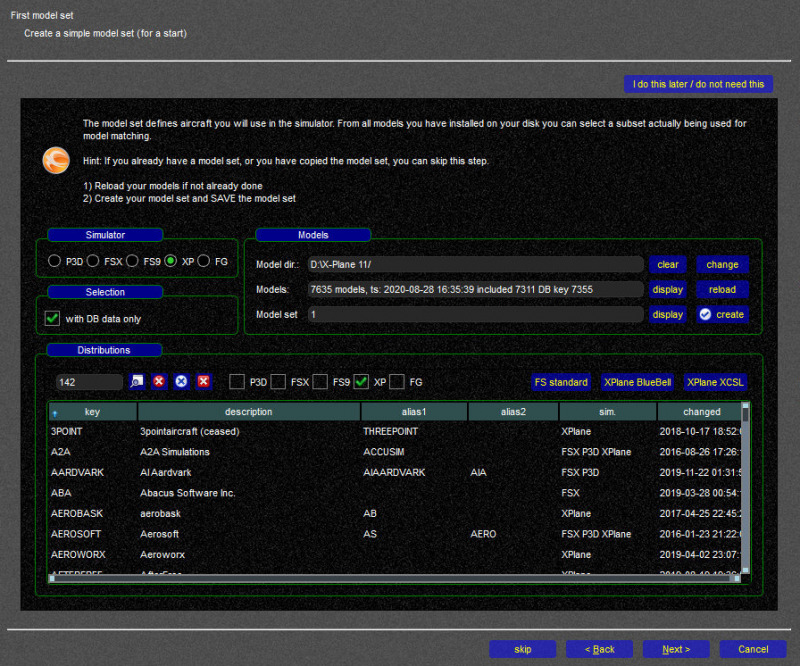 First model set
Create a simple model set (for a start)
I do this later / do not need this
The model set defines aircraft you will use in the simulator. From all models you have installed on your disk you can select a subset actually being used for
model matching.
Hint: If you already have a model set, or you have copied the model set, you can skip this step.
1) Reload your models if not already done
2) Create your model set and SAVE the model set
Simulator
P3D FSX FS9 XP FG
Selection
with DB data only
Models
Model dir.: D:\X-Plane 11/ clear change
Models: 7635 models, ts: 2020-08-28 16:35:39 included 7311 DB key 7355 display reload
Model set 1 display create
Distributions
142 P3D FSX FS9 XP FG FS standard XPlane BlueBell XPlane XCSL
key description alias1 alias2 sim. changed
3POINT 3pointaircraft (ceased) THREEPOINT XPlane 2018-10-17 18:52:
A2A A2A Simulations ACCUSIM FSX P3D XPlane 2016-08-26 17:26:
AARDVARK AI Aardvark AIAARDVARK AIA FSX P3D 2019-11-22 01:31:
ABA Abacus Software Inc. FSX 2019-03-28 00:54:
AEROBASK aerobask AB XPlane 2017-04-25 22:45:
AEROSOFT Aerosoft AS AERO FSX P3D XPlane 2016-01-23 21:22:
AEROWORX Aeroworx XPlane 2019-04-02 23:07:
XPlane
skip < Back Next > Cancel